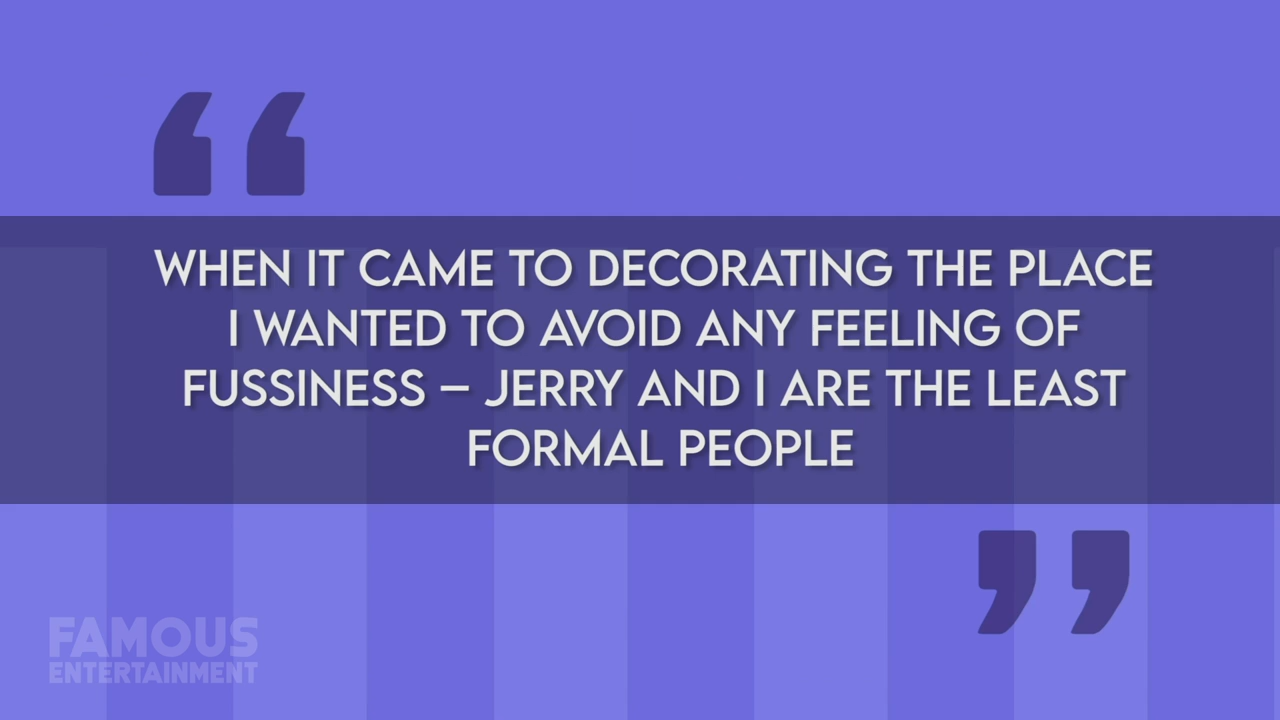 WHEN IT CAME TO DECORATING THE PLACE
I WANTED TO AVOID ANY FEELING OF
FUSSINESS – JERRY AND I ARE THE LEAST
FORMAL PEOPLE
FAMOUS
ENTERTAINMENT